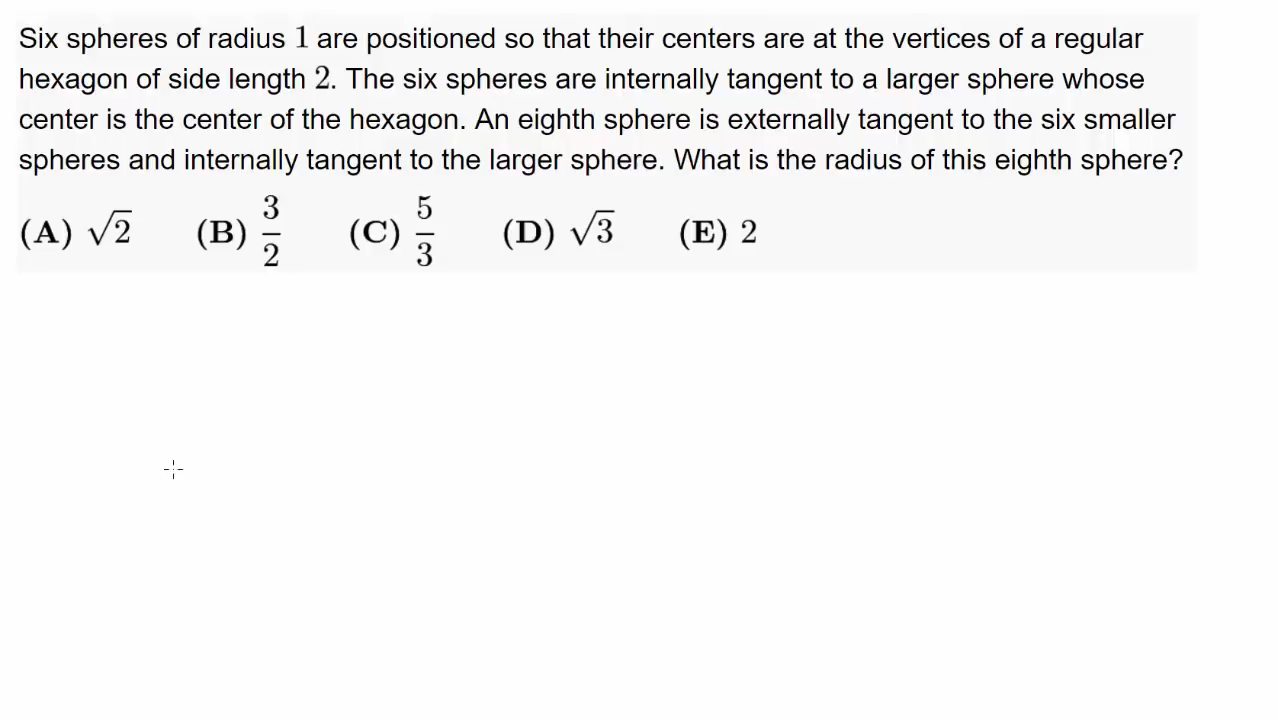 Six spheres of radius 1 are positioned so that their centers are at the vertices of a regular
hexagon of side length 2. The six spheres are internally tangent to a larger sphere whose
center is the center of the hexagon. An eighth sphere is externally tangent to the six smaller
spheres and internally tangent to the larger sphere. What is the radius of this eighth sphere?
(A) √2 (B) 3/2 (C) 5/3 (D) √3 (E) 2